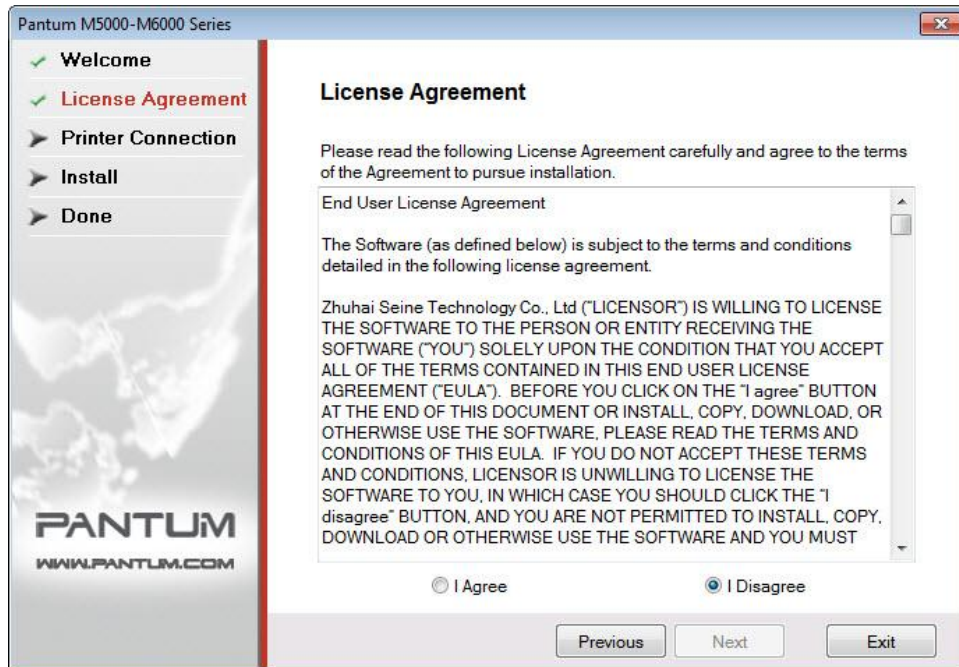 Pantum M5000-M6000 Series
Welcome
License Agreement
Printer Connection
Install
Done
PANTUM
WWW.PANTUM.COM
License Agreement
Please read the following License Agreement carefully and agree to the terms
of the Agreement to pursue installation.
End User License Agreement
The Software (as defined below) is subject to the terms and conditions
detailed in the following license agreement.
Zhuhai Seine Technology Co., Ltd ("LICENSOR") IS WILLING TO LICENSE
THE SOFTWARE TO THE PERSON OR ENTITY RECEIVING THE
SOFTWARE ("YOU") SOLELY UPON THE CONDITION THAT YOU ACCEPT
ALL OF THE TERMS CONTAINED IN THIS END USER LICENSE
AGREEMENT ("EULA").  BEFORE YOU CLICK ON THE "I agree" BUTTON
AT THE END OF THIS DOCUMENT OR INSTALL, COPY, DOWNLOAD, OR
OTHERWISE USE THE SOFTWARE, PLEASE READ THE TERMS AND
CONDITIONS OF THIS EULA.  IF YOU DO NOT ACCEPT THESE TERMS
AND CONDITIONS, LICENSOR IS UNWILLING TO LICENSE THE
SOFTWARE TO YOU, IN WHICH CASE YOU SHOULD CLICK THE "I
disagree" BUTTON, AND YOU ARE NOT PERMITTED TO INSTALL, COPY,
DOWNLOAD OR OTHERWISE USE THE SOFTWARE AND YOU MUST
I Agree
I Disagree
Previous
Next
Exit